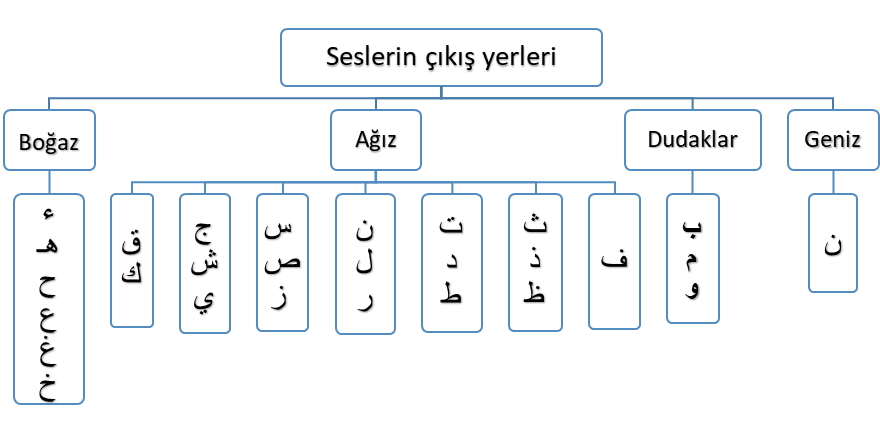 Seslerin çıkış yerleri
Boğaz
Ağız
Dudaklar
Geniz
ء
هـ
ح
ع
غ
خ
ق
ك
ج
ش
ي
س
ص
ز
ن
ل
ر
ت
د
ط
ث
ذ
ظ
ف
ب
م
و
ن